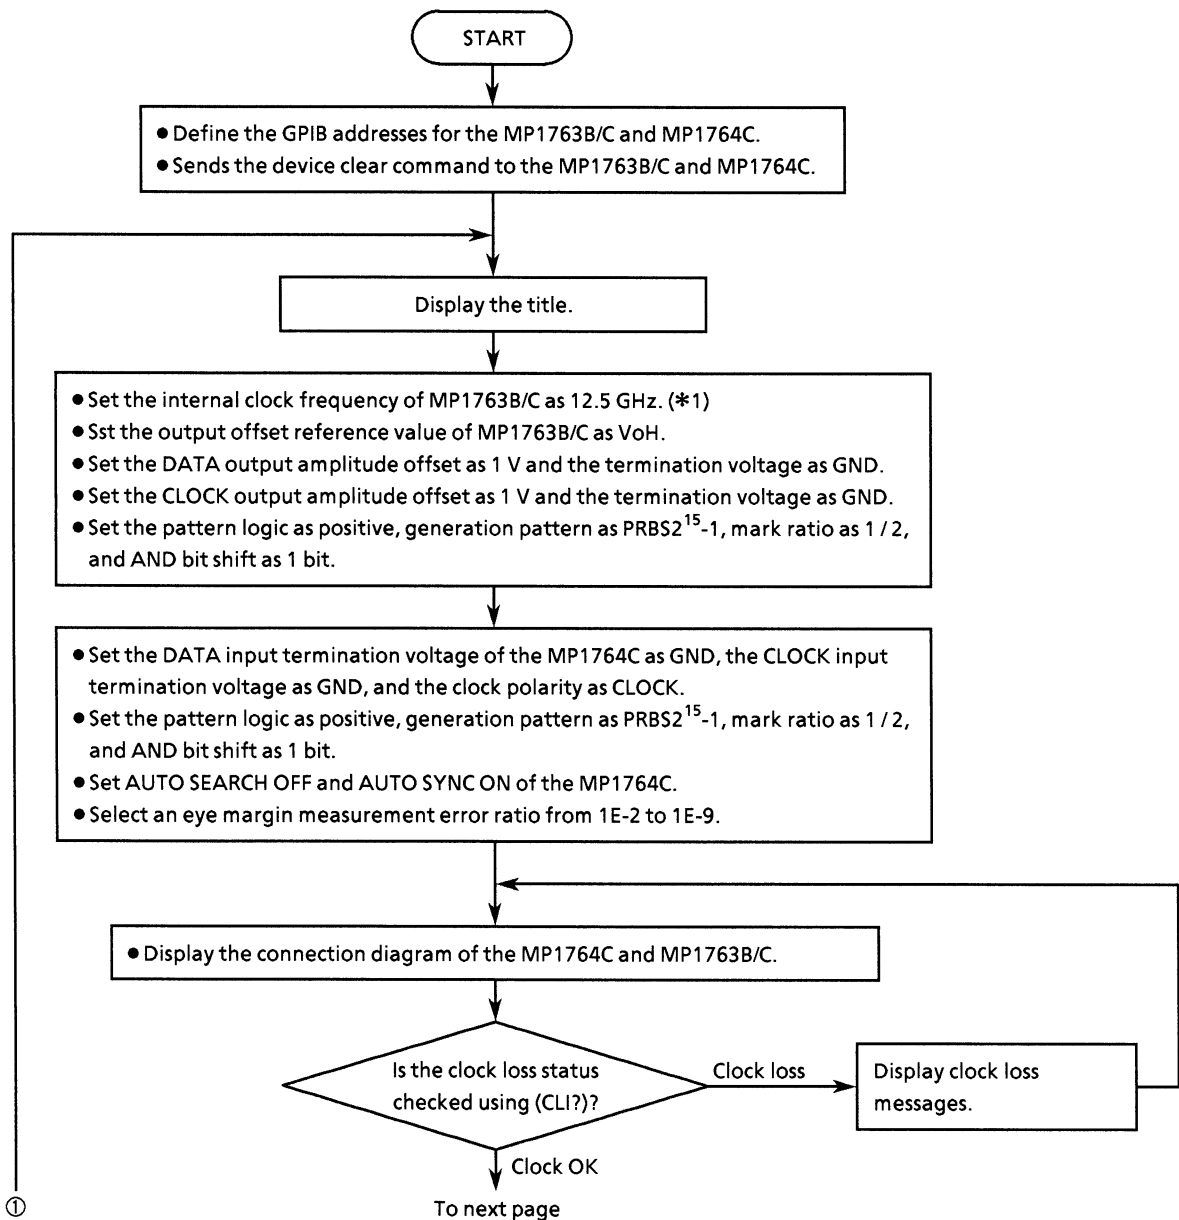 START
● Define the GPIB addresses for the MP1763B/C and MP1764C.
● Sends the device clear command to the MP1763B/C and MP1764C.
Display the title.
● Set the internal clock frequency of MP1763B/C as 12.5 GHz. (*1)
● Sst the output offset reference value of MP1763B/C as VoH.
● Set the DATA output amplitude offset as 1 V and the termination voltage as GND.
● Set the CLOCK output amplitude offset as 1 V and the termination voltage as GND.
● Set the pattern logic as positive, generation pattern as PRBS2¹⁵-1, mark ratio as 1 / 2,
and AND bit shift as 1 bit.
● Set the DATA input termination voltage of the MP1764C as GND, the CLOCK input
termination voltage as GND, and the clock polarity as CLOCK.
● Set the pattern logic as positive, generation pattern as PRBS2¹⁵-1, mark ratio as 1 / 2,
and AND bit shift as 1 bit.
● Set AUTO SEARCH OFF and AUTO SYNC ON of the MP1764C.
● Select an eye margin measurement error ratio from 1E-2 to 1E-9.
● Display the connection diagram of the MP1764C and MP1763B/C.
Is the clock loss status
checked using (CLI?)?
Clock loss
Display clock loss
messages.
Clock OK
To next page
①